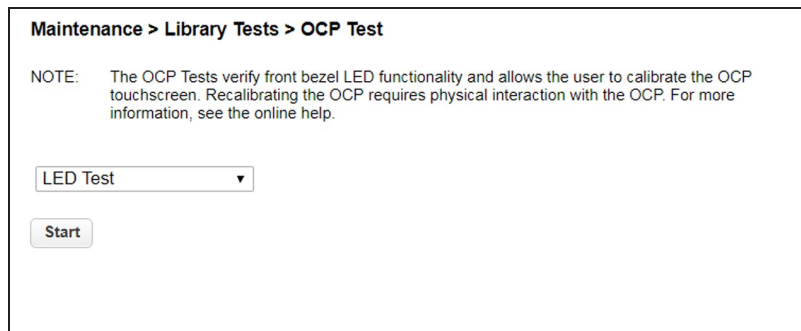 Maintenance > Library Tests > OCP Test
NOTE: The OCP Tests verify front bezel LED functionality and allows the user to calibrate the OCP
touchscreen. Recalibrating the OCP requires physical interaction with the OCP. For more
information, see the online help.
LED Test
Start